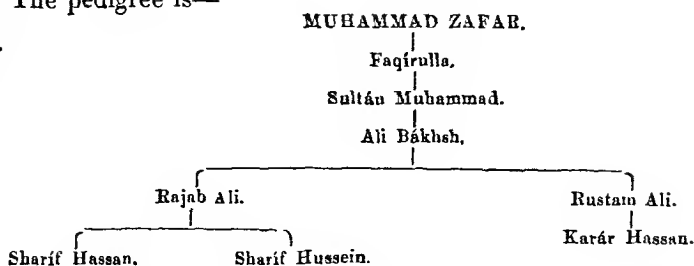 The pedigree is—
MUHAMMAD ZAFAR.
Faqírulla.
Sultán Muhammad.
Ali Bákhsh.
Rajab Ali. Rustam Ali.
Karár Hassan.
Sharíf Hassan. Sharíf Hussein.